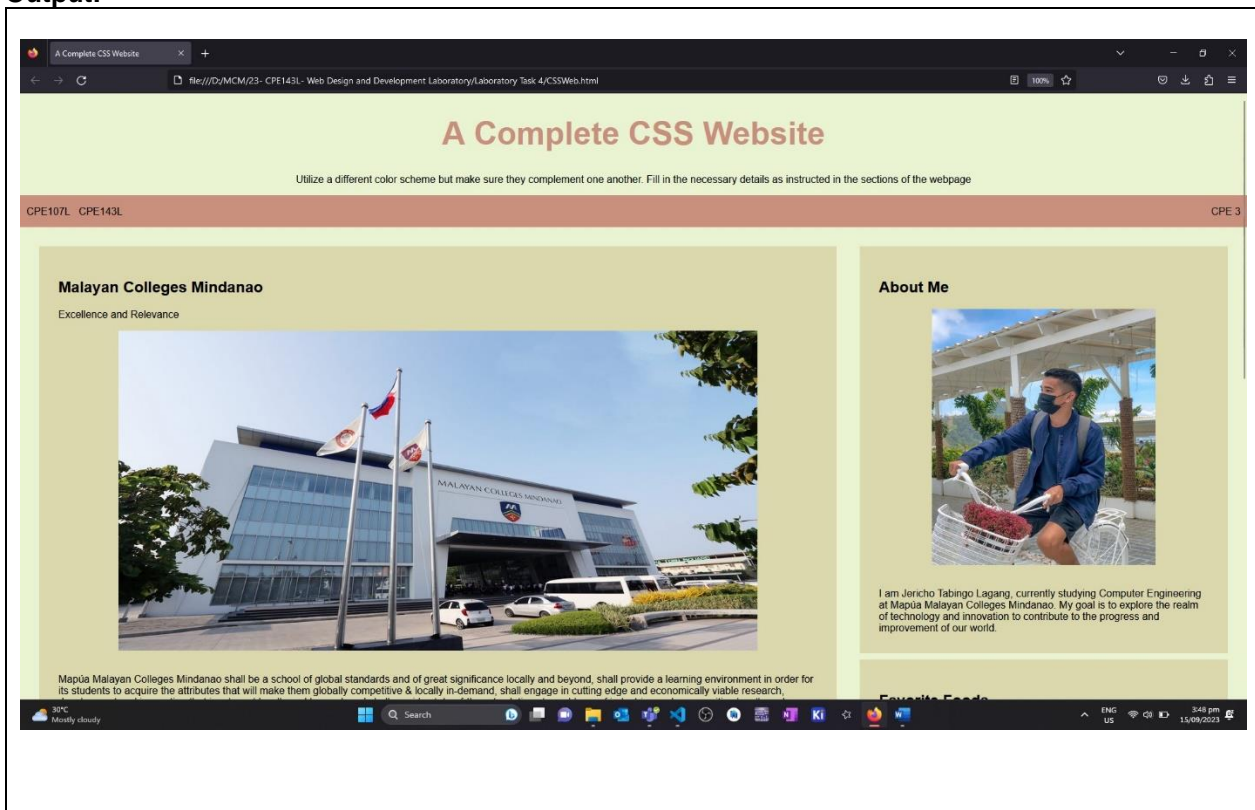 Output:
A Complete CSS Website
file:///D:/MCM/23- CPE143L- Web Design and Development Laboratory/Laboratory Task 4/CSSWeb.html
100%
A Complete CSS Website
Utilize a different color scheme but make sure they complement one another. Fill in the necessary details as instructed in the sections of the webpage
CPE107L CPE143L
CPE 3
Malayan Colleges Mindanao
Excellence and Relevance
MALAYAN COLLEGES MINDANAO
Mapúa Malayan Colleges Mindanao shall be a school of global standards and of great significance locally and beyond, shall provide a learning environment in order for
its students to acquire the attributes that will make them globally competitive & locally in-demand, shall engage in cutting edge and economically viable research,
About Me
I am Jericho Tabingo Lagang, currently studying Computer Engineering
at Mapúa Malayan Colleges Mindanao. My goal is to explore the realm
of technology and innovation to contribute to the progress and
improvement of our world.
Favorite Foods
30°C
Mostly cloudy
Search
Ki
ENG
US
3:48 pm
15/09/2023